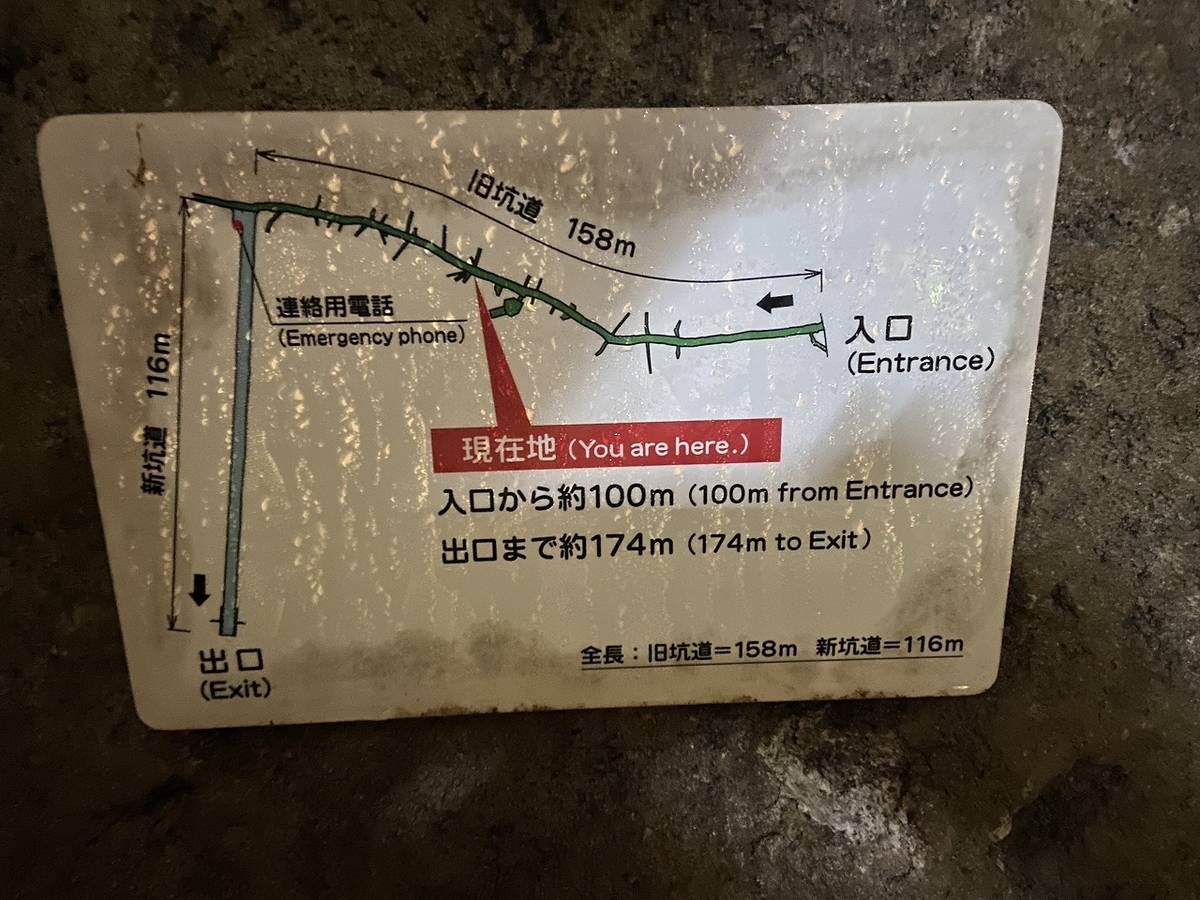 旧坑道 158m
連絡用電話
(Emergency phone)
入口
(Entrance)
新坑道 116m
現在地 (You are here.)
入口から約100m (100m from Entrance)
出口まで約174m (174m to Exit)
出口
(Exit)
全長：旧坑道=158m 新坑道=116m